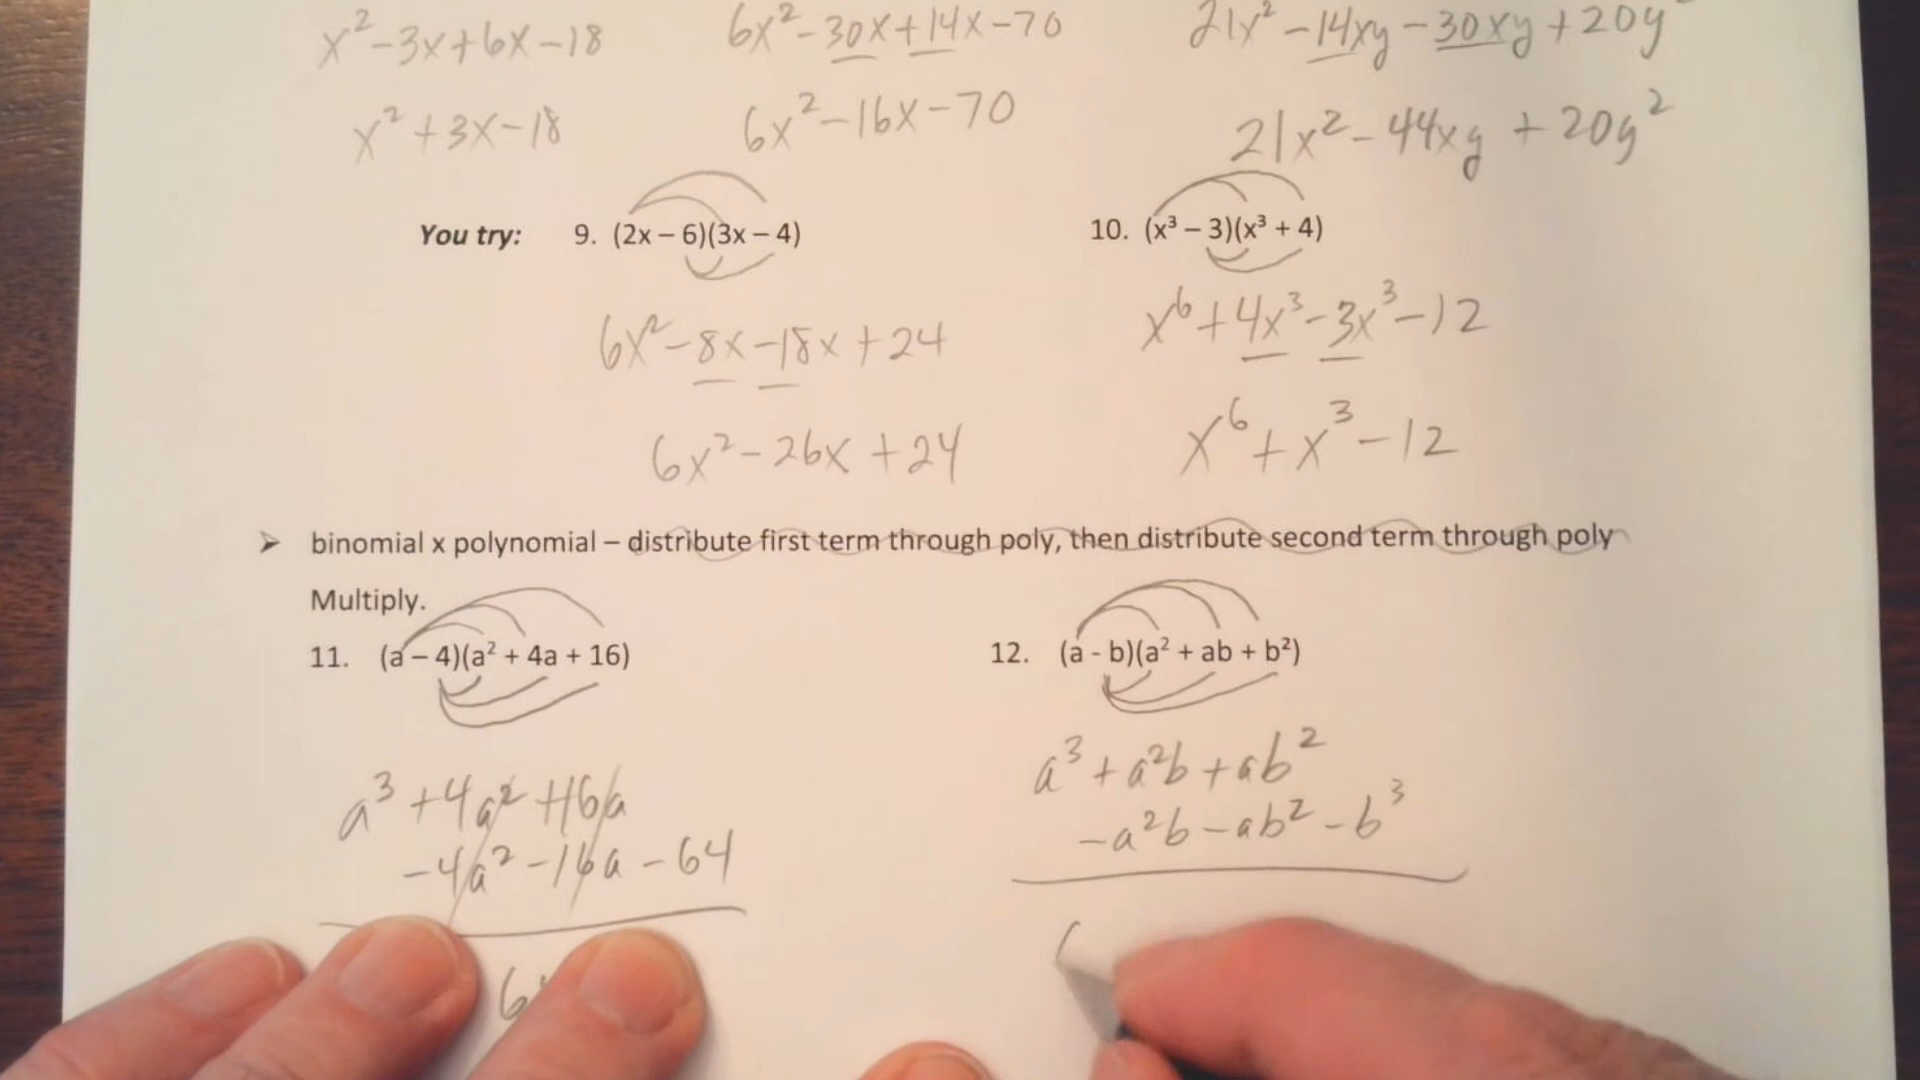 x² - 3x + 6x - 18
6x² - 30x + 14x - 70
21x² - 14xy - 30xy + 20y
x² + 3x - 18
6x² - 16x - 70
21x² - 44xy + 20y²
You try: 9. (2x – 6)(3x – 4)
10. (x³ – 3)(x³ + 4)
6x² - 8x - 18x + 24
x⁶ + 4x³ - 3x³ - 12
6x² - 26x + 24
x⁶ + x³ - 12
➢ binomial x polynomial – distribute first term through poly, then distribute second term through poly
Multiply.
11. (a – 4)(a² + 4a + 16)
12. (a - b)(a² + ab + b²)
a³ + 4a² + 16a
- 4a² - 16a - 64
a³ + a²b + ab²
- a²b - ab² - b³
6